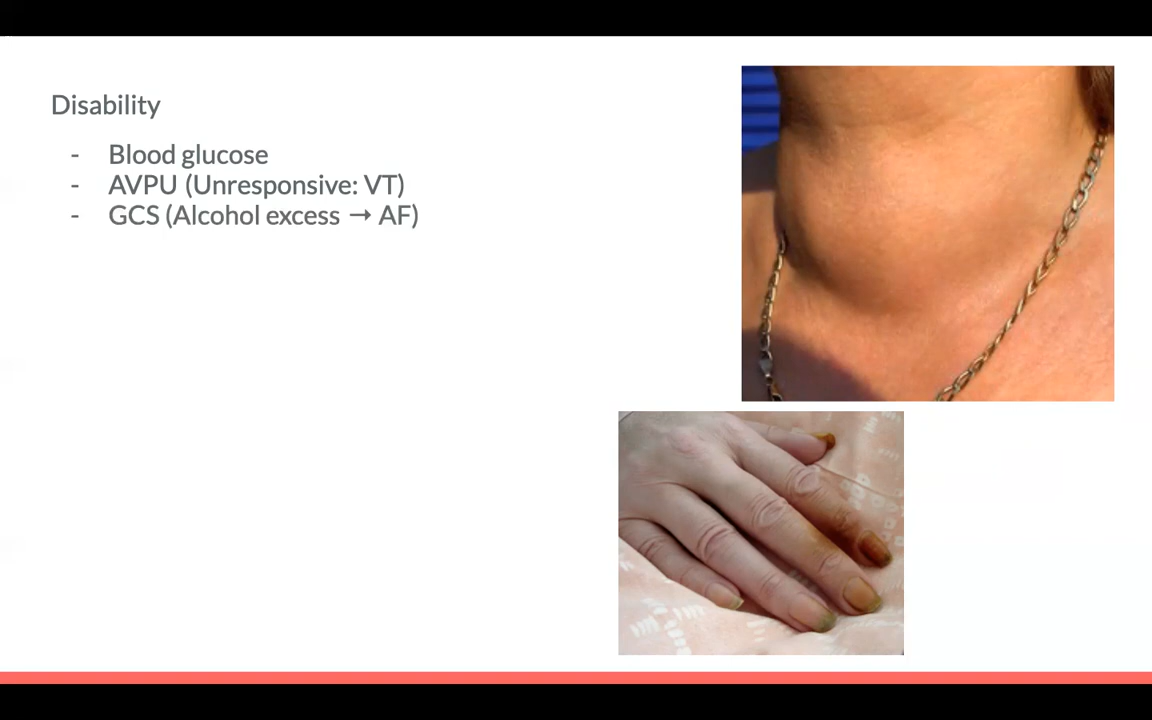 Disability
- Blood glucose
- AVPU (Unresponsive: VT)
- GCS (Alcohol excess → AF)